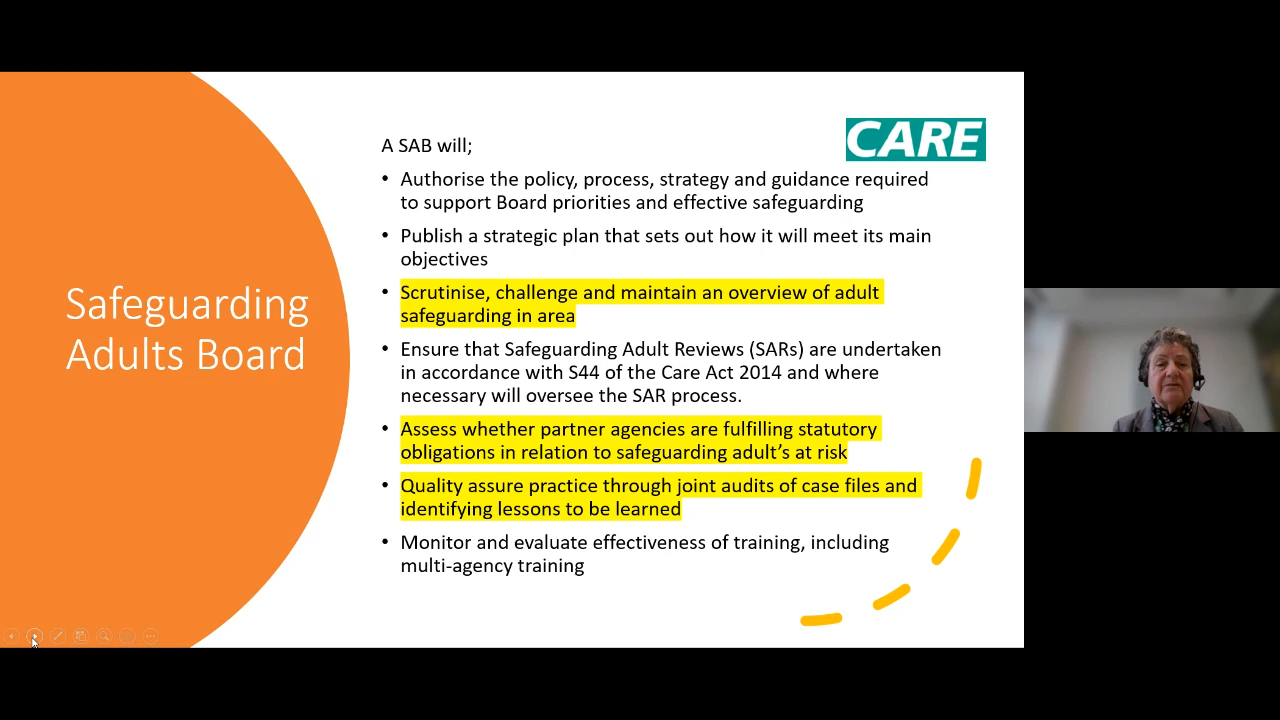 Safeguarding
Adults Board
CARE
A SAB will;
• Authorise the policy, process, strategy and guidance required
to support Board priorities and effective safeguarding
• Publish a strategic plan that sets out how it will meet its main
objectives
• Scrutinise, challenge and maintain an overview of adult
safeguarding in area
• Ensure that Safeguarding Adult Reviews (SARs) are undertaken
in accordance with S44 of the Care Act 2014 and where
necessary will oversee the SAR process.
• Assess whether partner agencies are fulfilling statutory
obligations in relation to safeguarding adult’s at risk
• Quality assure practice through joint audits of case files and
identifying lessons to be learned
• Monitor and evaluate effectiveness of training, including
multi-agency training